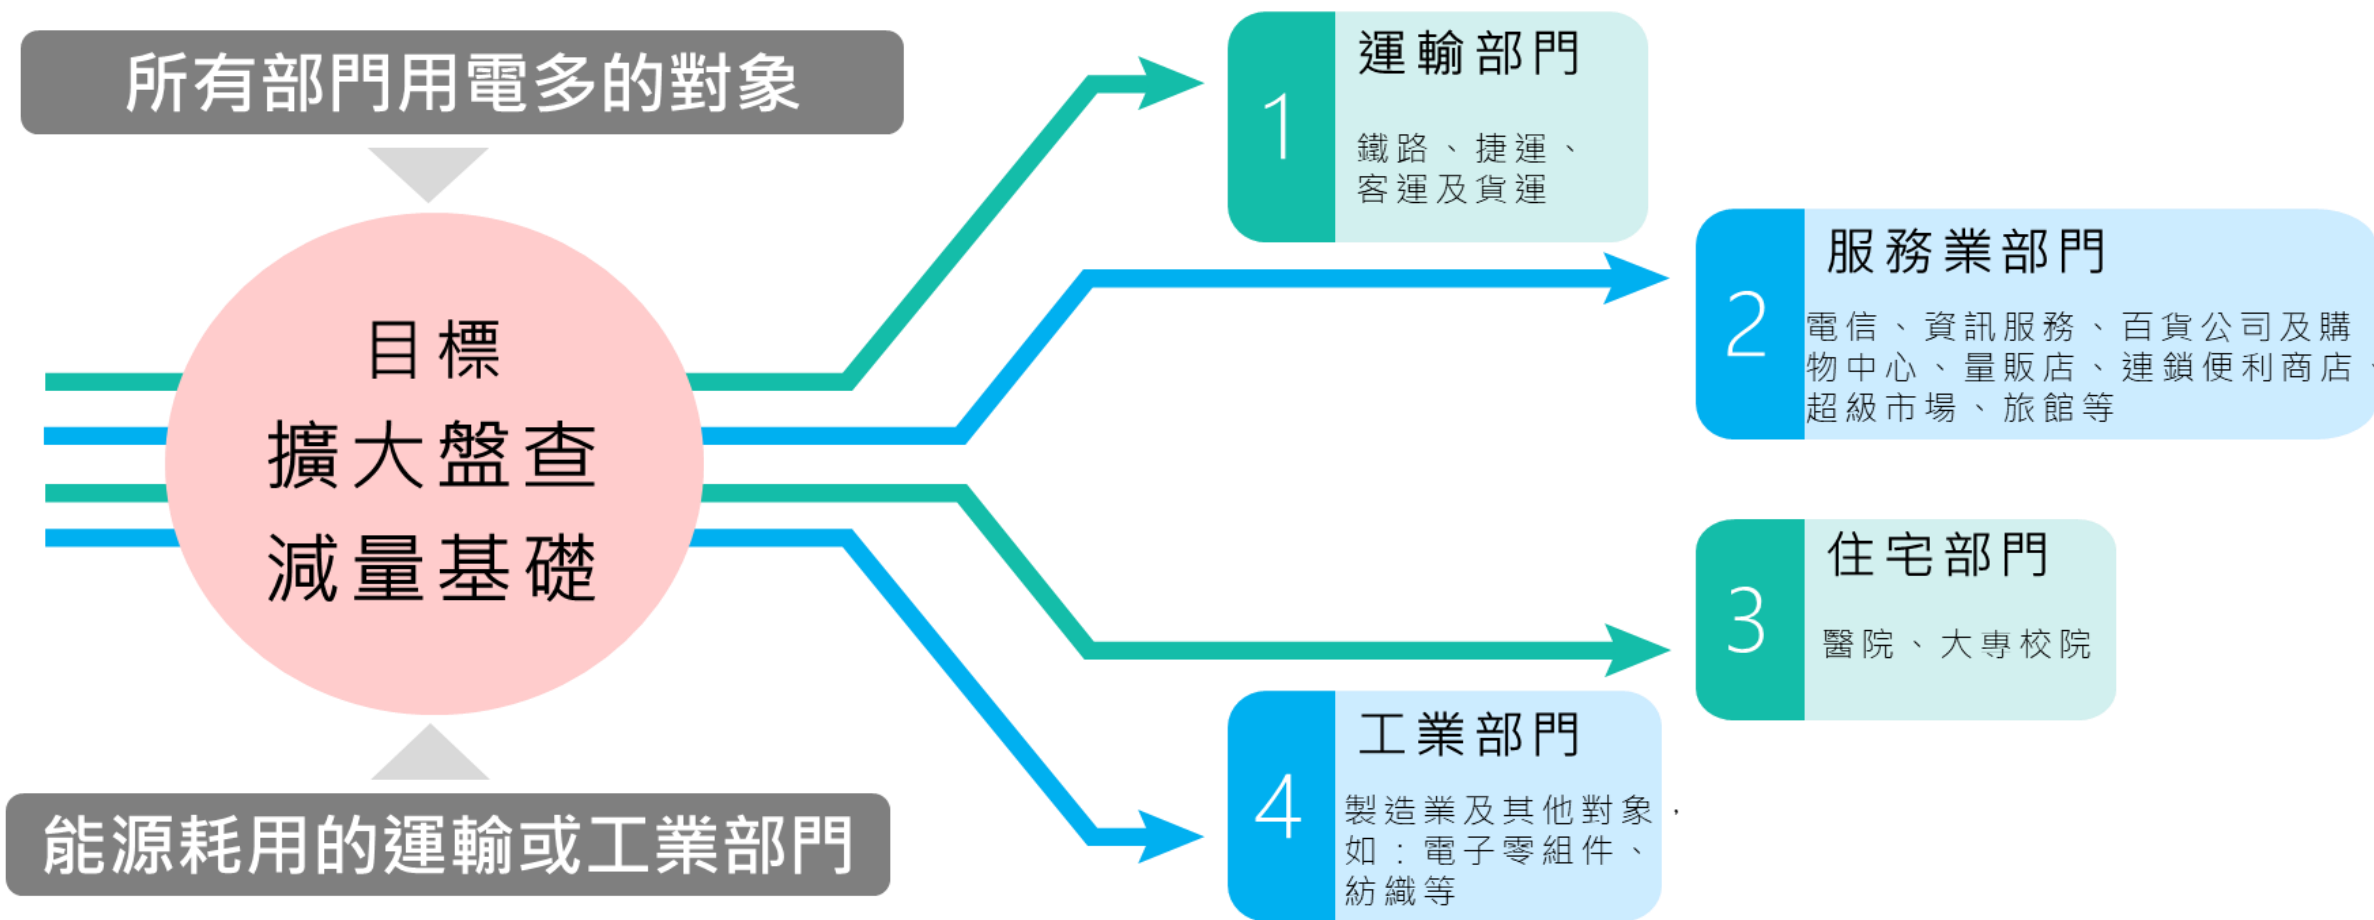 所有部門用電多的對象
目標
擴大盤查
減量基礎
能源耗用的運輸或工業部門
1
運輸部門
鐵路、捷運、
客運及貨運
2
服務業部門
電信、資訊服務、百貨公司及購
物中心、量販店、連鎖便利商店、
超級市場、旅館等
3
住宅部門
醫院、大專校院
4
工業部門
製造業及其他對象，
如：電子零組件、
紡織等